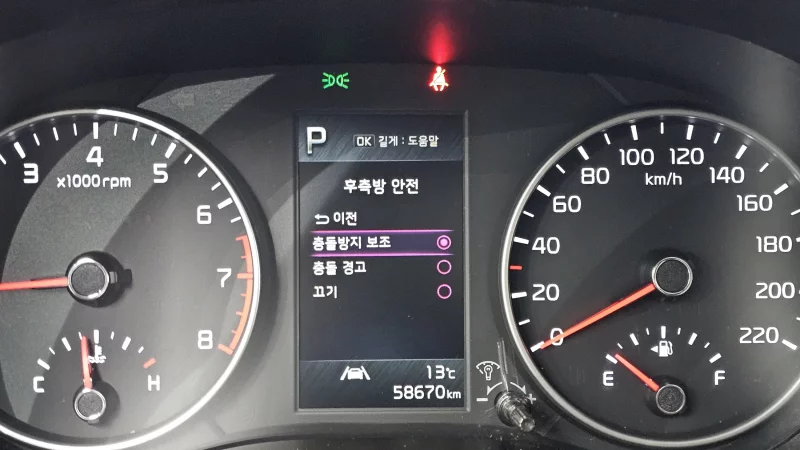 P
OK 길게 : 도움말
후측방 안전
이전
충돌방지 보조
충돌 경고
끄기
13℃
58670km
3
4
5
6
7
8
x1000rpm
C
H
0
20
40
60
80
100
120
140
160
180
200
220
km/h
E
F